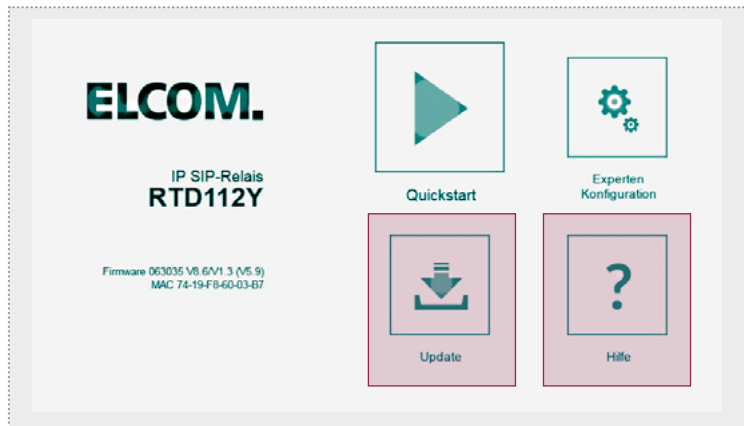 ELCOM.
IP SIP-Relais
RTD112Y
Firmware 063035 V8.6/V1.3 (V5.9)
MAC 74-19-F8-60-03-B7
Quickstart
Experten
Konfiguration
Update
?
Hilfe